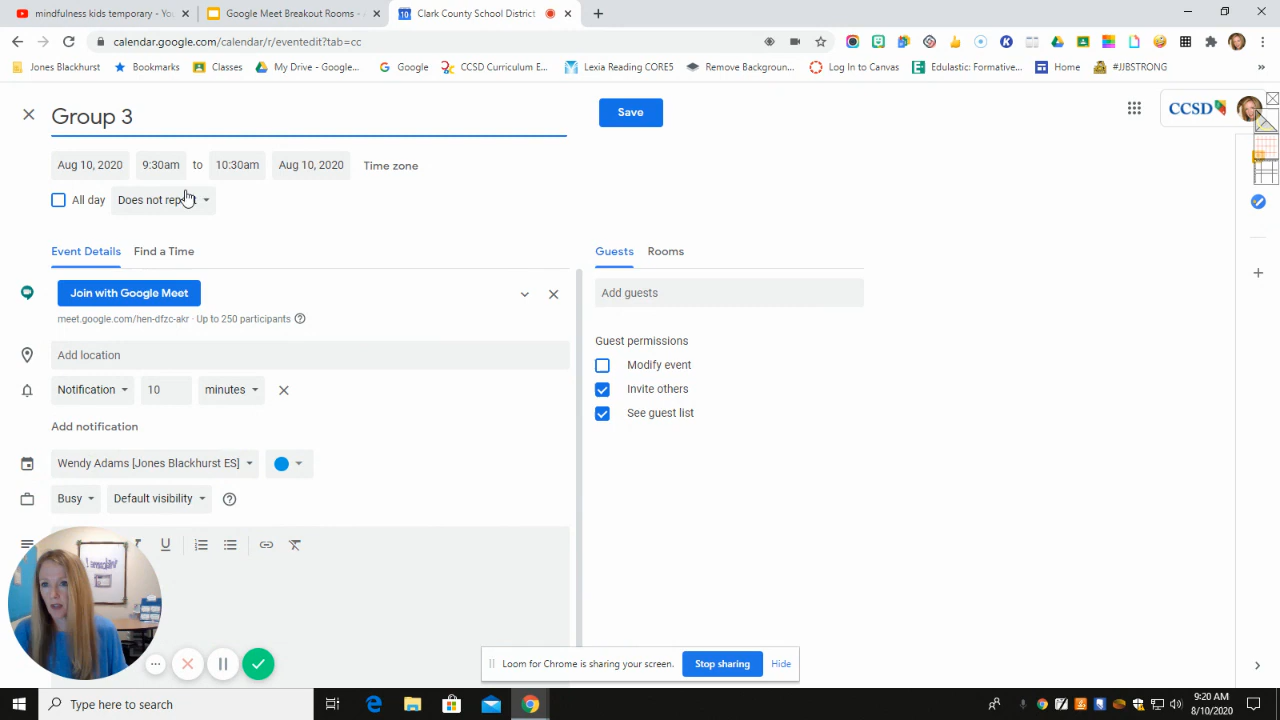 mindfulness kids temporary - Yo
Google Meet Breakout Rooms -
Clark County School District
calendar.google.com/calendar/r/eventedit?tab=cc
Jones Blackhurst
Bookmarks
Classes
My Drive - Google...
Google
CCSD Curriculum E...
Lexia Reading CORE5
Remove Backgroun...
Log In to Canvas
Edulastic: Formative...
Home
#JJBSTRONG
Group 3
Save
CCSD
Aug 10, 2020
9:30am
to
10:30am
Aug 10, 2020
Time zone
All day
Does not repeat
Event Details
Find a Time
Guests
Rooms
Join with Google Meet
meet.google.com/hen-dfzc-akr · Up to 250 participants
Add guests
Guest permissions
Add location
Modify event
Notification
10
minutes
Invite others
See guest list
Add notification
Wendy Adams [Jones Blackhurst ES]
Busy
Default visibility
Loom for Chrome is sharing your screen.
Stop sharing
Hide
Type here to search
9:20 AM
8/10/2020